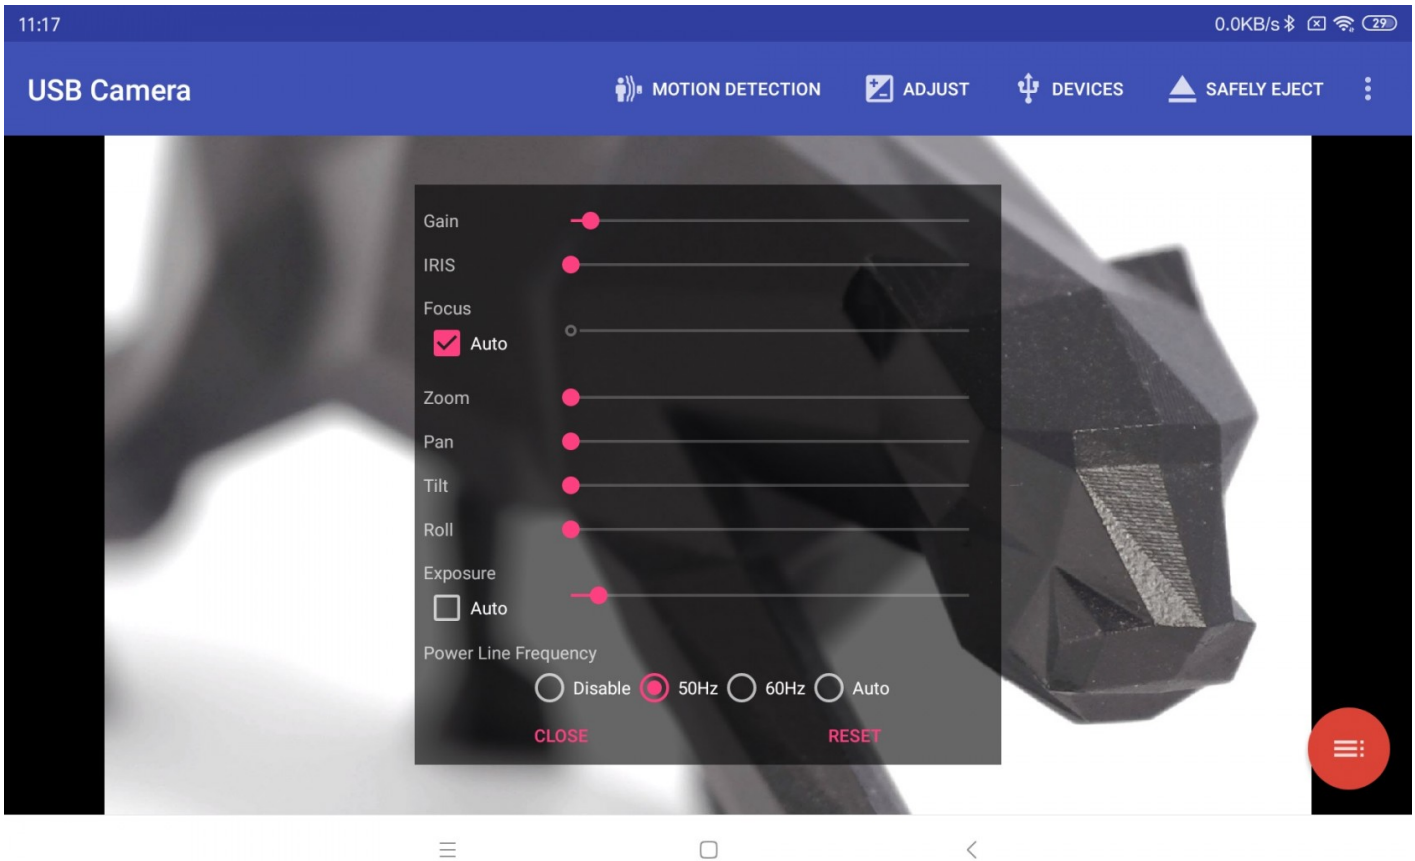 11:17 0.0KB/s 29
USB Camera MOTION DETECTION ADJUST DEVICES SAFELY EJECT
Gain
IRIS
Focus
Auto
Zoom
Pan
Tilt
Roll
Exposure
Auto
Power Line Frequency
Disable 50Hz 60Hz Auto
CLOSE RESET